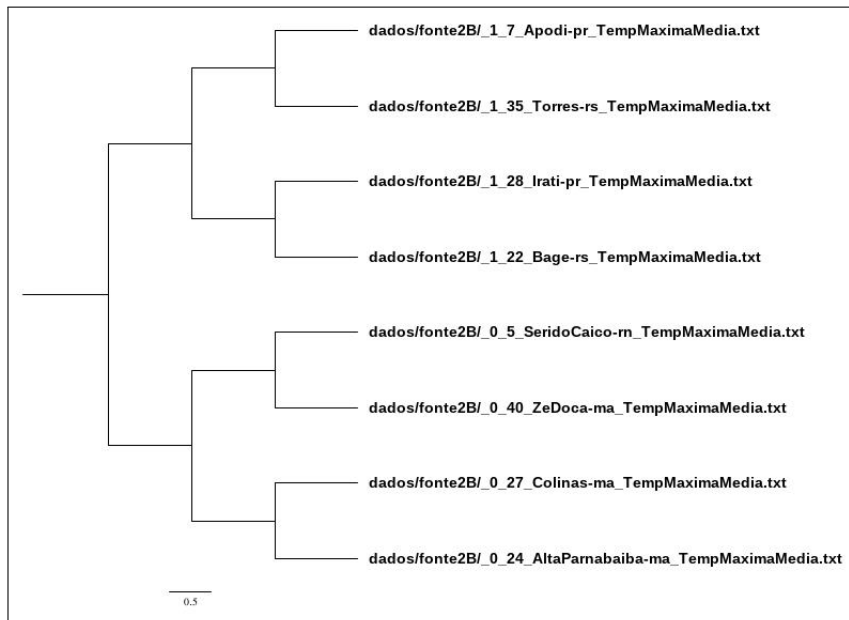 dados/fonte2B/_1_7_Apodi-pr_TempMaximaMedia.txt
dados/fonte2B/_1_35_Torres-rs_TempMaximaMedia.txt
dados/fonte2B/_1_28_Irati-pr_TempMaximaMedia.txt
dados/fonte2B/_1_22_Bage-rs_TempMaximaMedia.txt
dados/fonte2B/_0_5_SeridoCaico-rn_TempMaximaMedia.txt
dados/fonte2B/_0_40_ZeDoca-ma_TempMaximaMedia.txt
dados/fonte2B/_0_27_Colinas-ma_TempMaximaMedia.txt
dados/fonte2B/_0_24_AltaParnabaiba-ma_TempMaximaMedia.txt
0.5